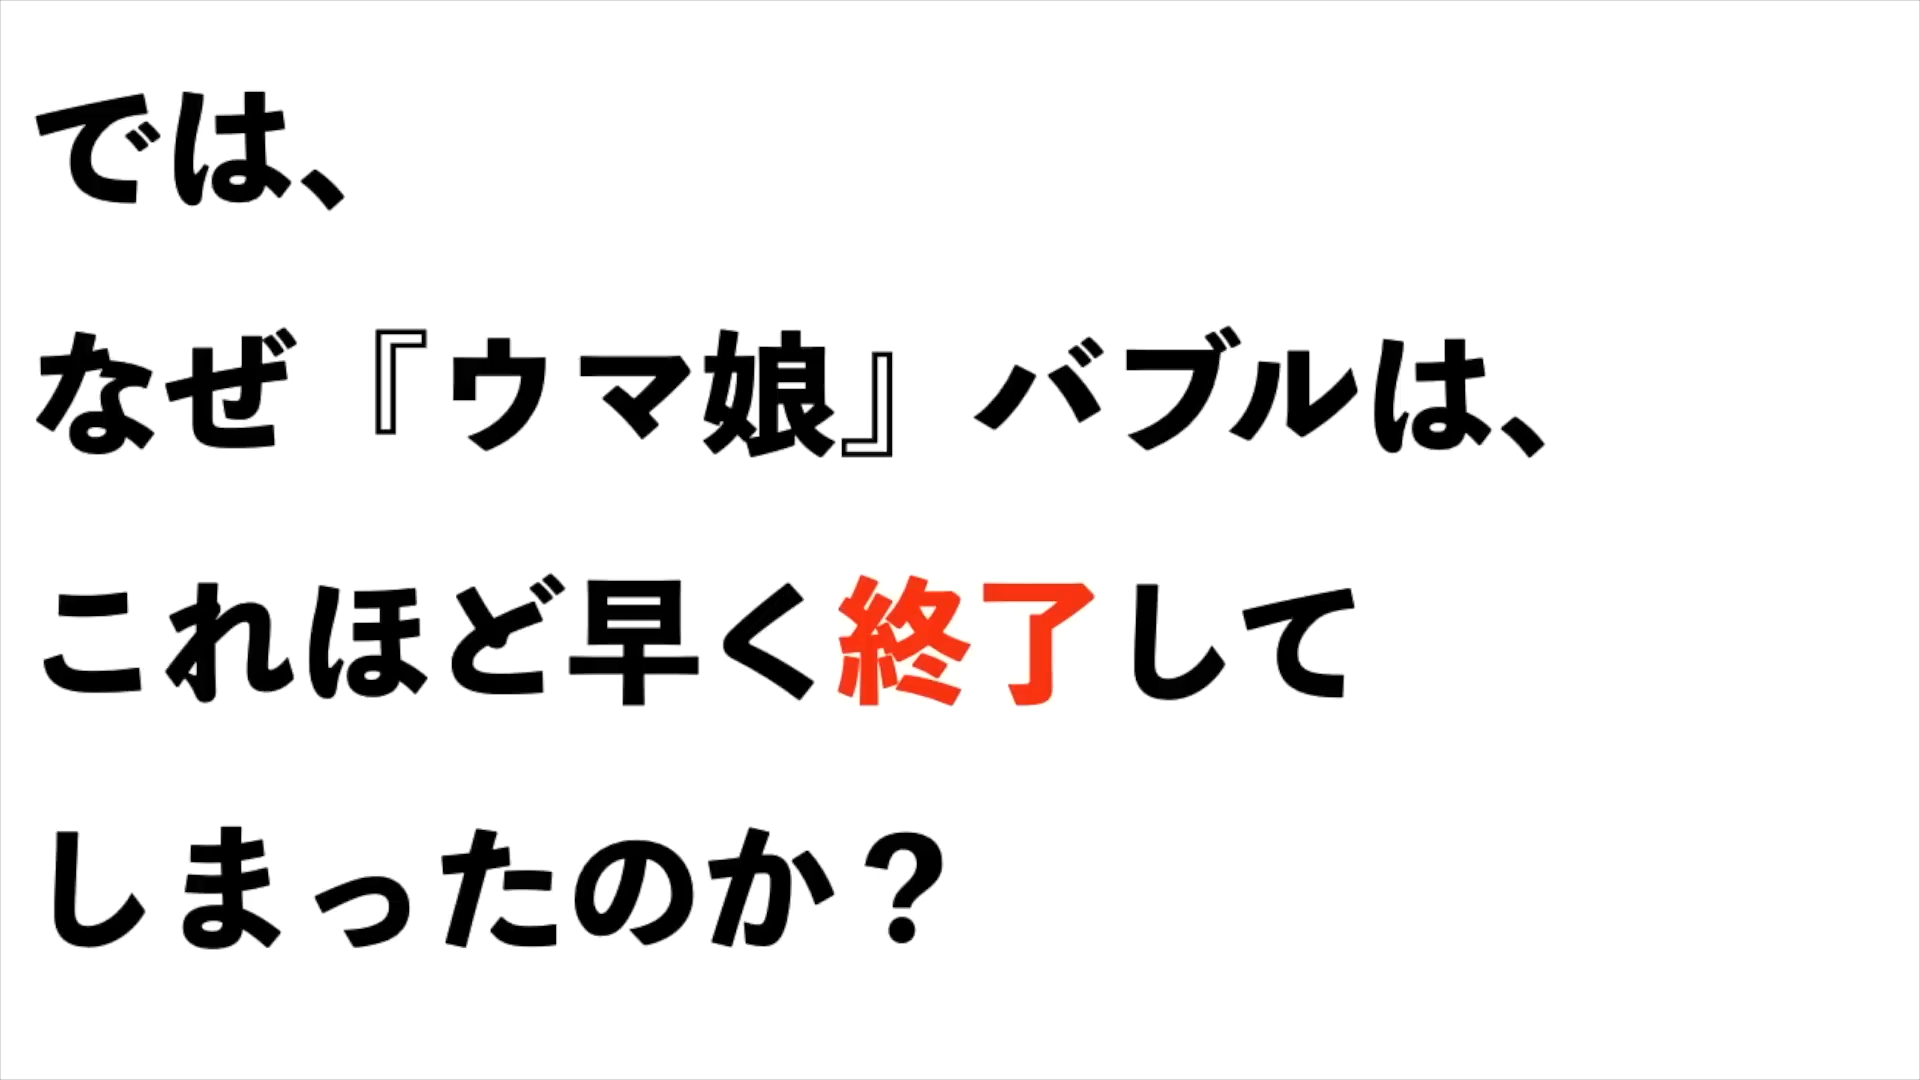 では、
なぜ『ウマ娘』バブルは、
これほど早く終了して
しまったのか？